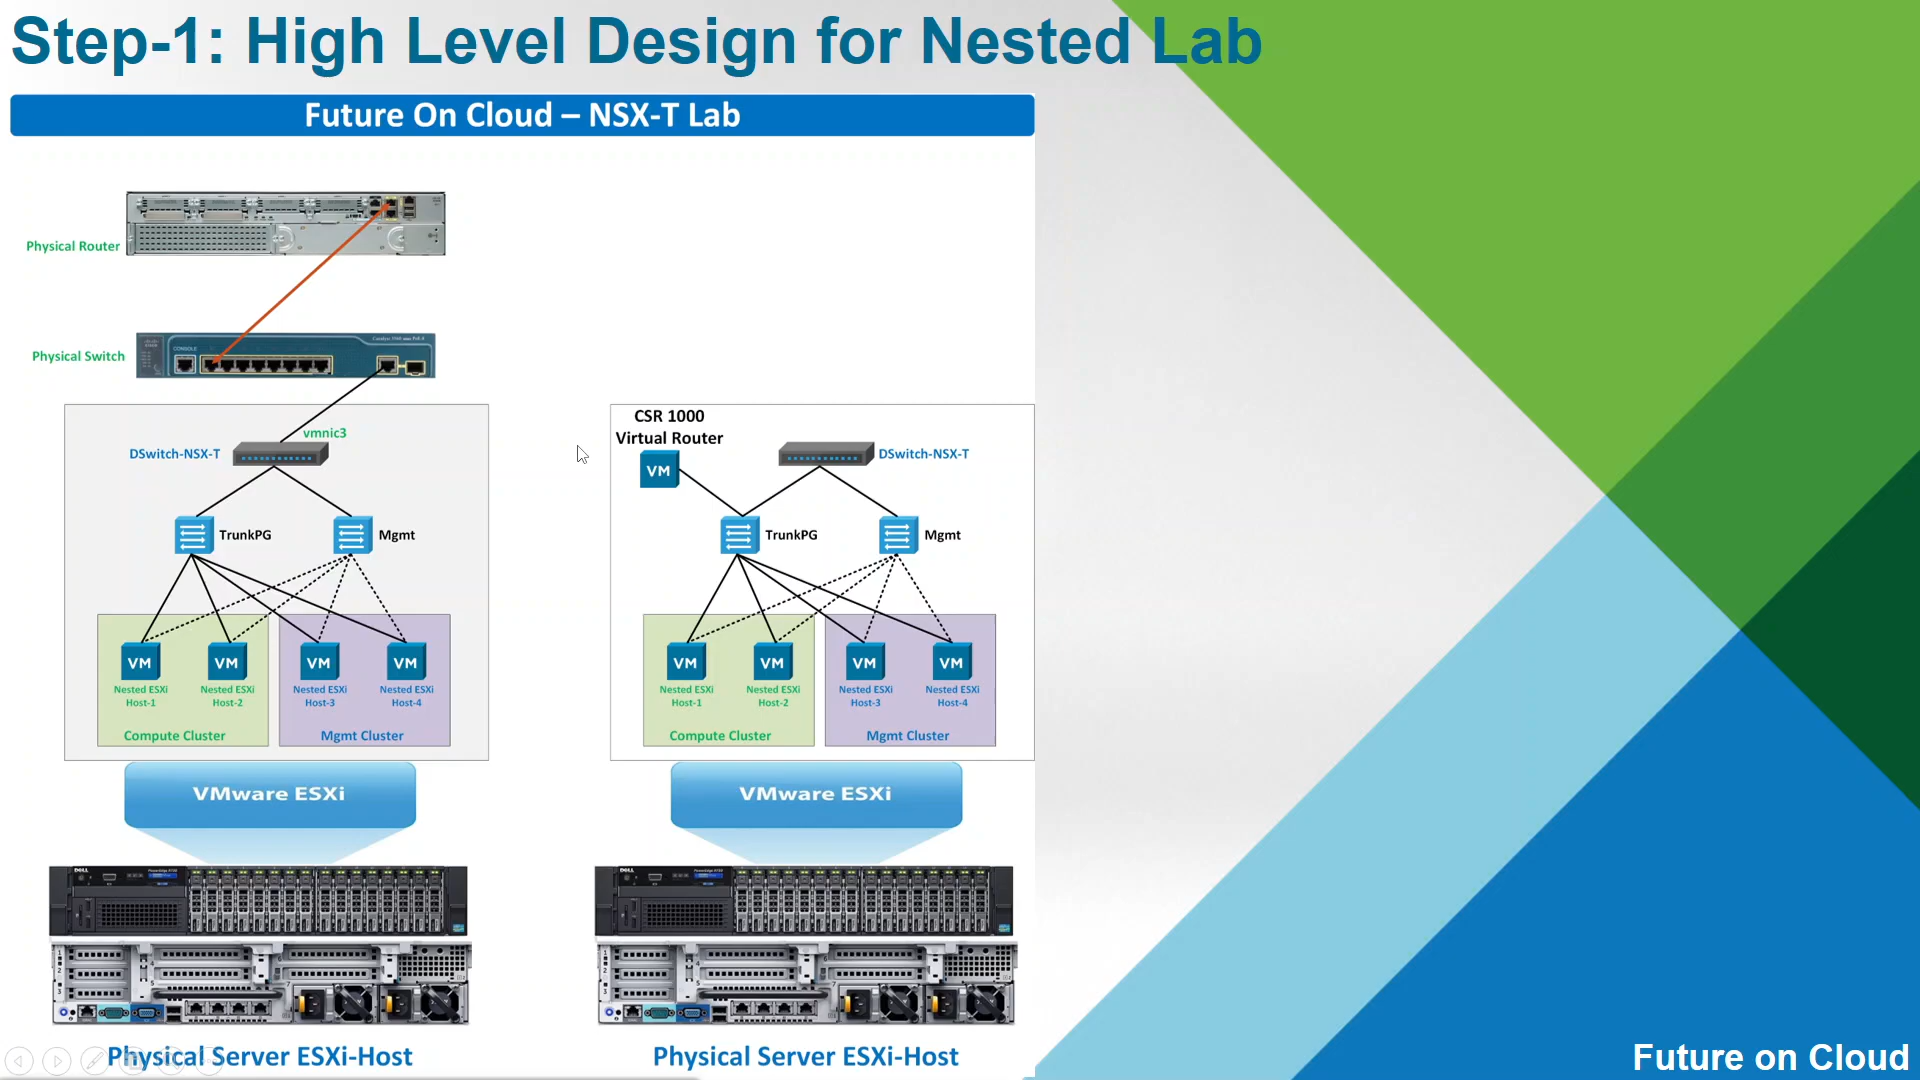 Step-1: High Level Design for Nested Lab
Future On Cloud – NSX-T Lab
Physical Router
Physical Switch
CONSOLE
vmnic3
DSwitch-NSX-T
TrunkPG
Mgmt
VM
VM
VM
VM
Nested ESXi
Host-1
Nested ESXi
Host-2
Nested ESXi
Host-3
Nested ESXi
Host-4
Compute Cluster
Mgmt Cluster
VMware ESXi
DELL
Physical Server ESXi-Host
CSR 1000
Virtual Router
VM
DSwitch-NSX-T
TrunkPG
Mgmt
VM
VM
VM
VM
Nested ESXi
Host-1
Nested ESXi
Host-2
Nested ESXi
Host-3
Nested ESXi
Host-4
Compute Cluster
Mgmt Cluster
VMware ESXi
DELL
Physical Server ESXi-Host
Future on Cloud